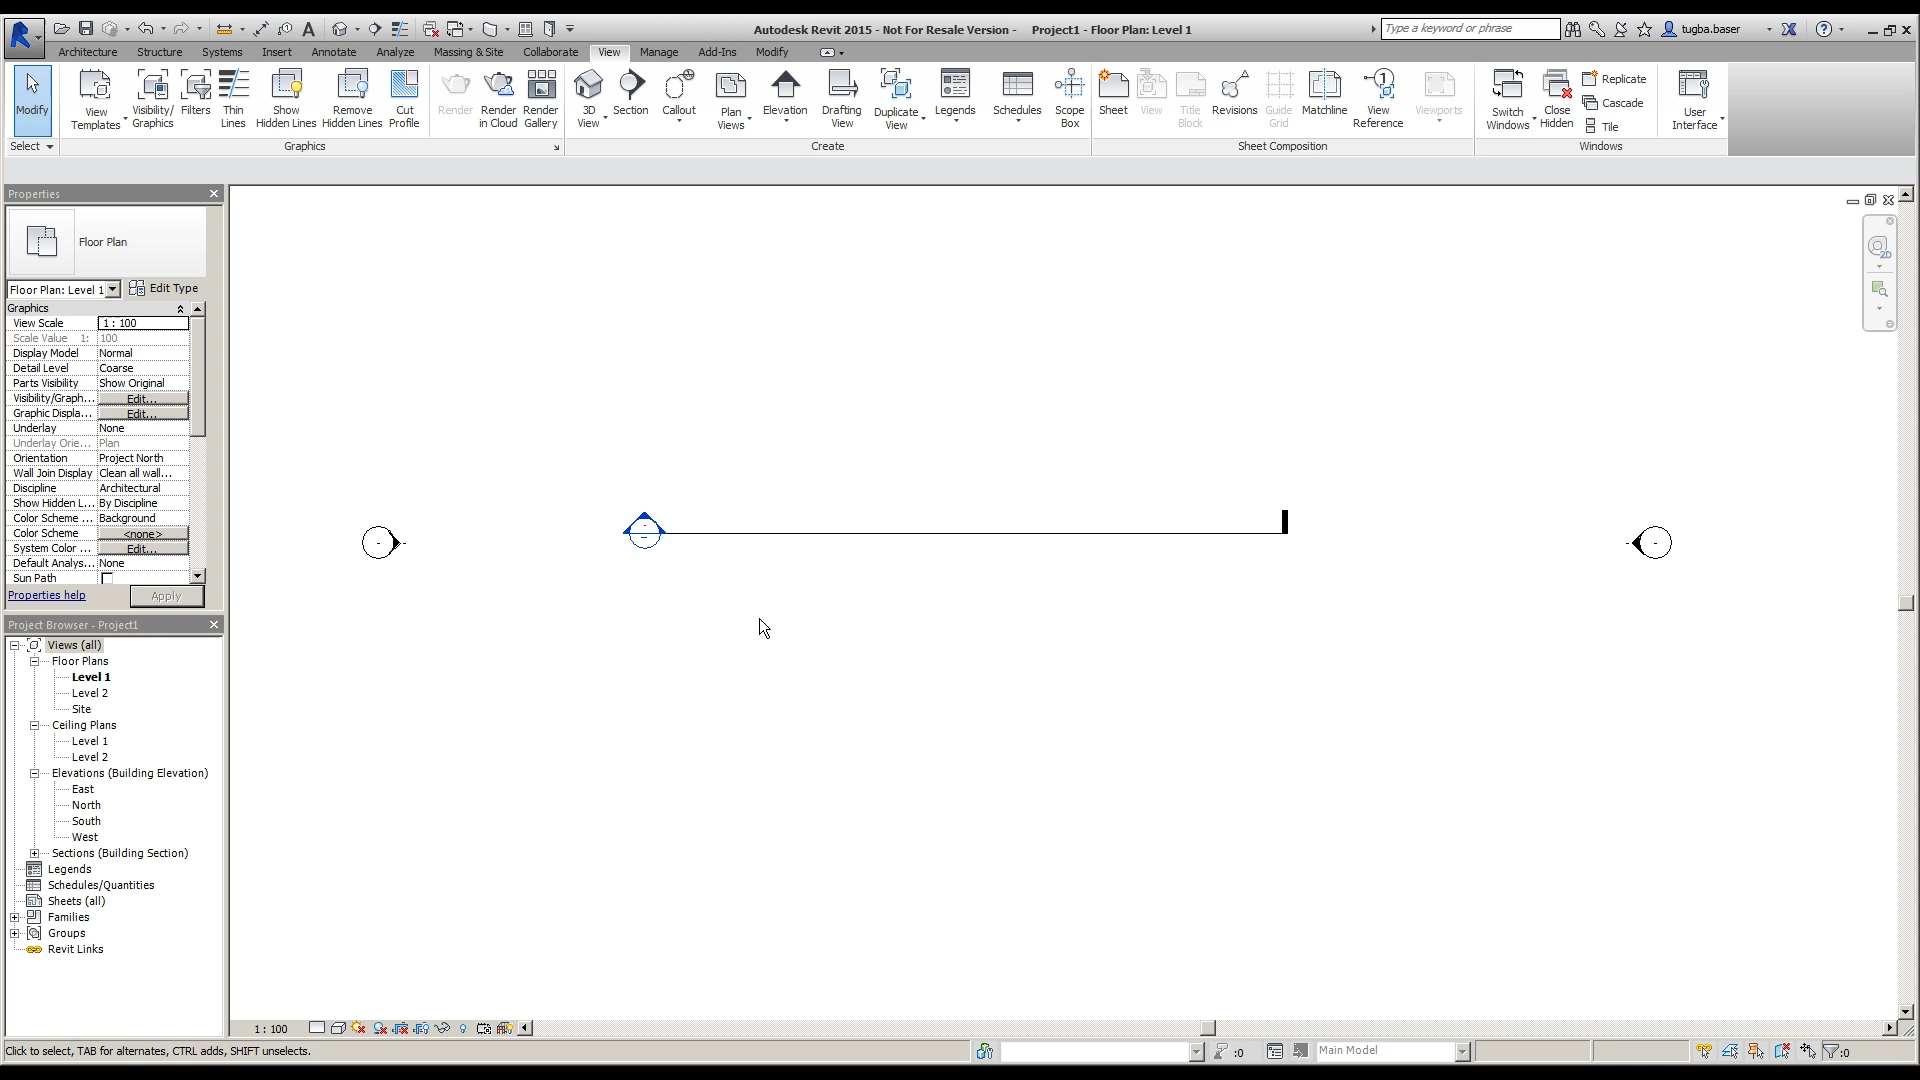 Autodesk Revit 2015 - Not For Resale Version -    Project1 - Floor Plan: Level 1
Type a keyword or phrase
tugba.baser
Architecture Structure Systems Insert Annotate Analyze Massing & Site Collaborate View Manage Add-Ins Modify
Modify
View Templates
Visibility/ Graphics
Filters
Thin Lines
Show Hidden Lines
Remove Hidden Lines
Cut Profile
Render
Render in Cloud
Render Gallery
3D View
Section
Callout
Plan Views
Elevation
Drafting View
Duplicate View
Legends
Schedules
Scope Box
Sheet
View
Title Block
Revisions
Guide Grid
Matchline
View Reference
Viewports
Switch Windows
Close Hidden
Replicate
Cascade
Tile
User Interface
Select
Graphics
Create
Sheet Composition
Windows
Properties
Floor Plan
Floor Plan: Level 1
Edit Type
Graphics
View Scale 1 : 100
Scale Value 1: 100
Display Model Normal
Detail Level Coarse
Parts Visibility Show Original
Visibility/Graph... Edit...
Graphic Displa... Edit...
Underlay None
Underlay Orie... Plan
Orientation Project North
Wall Join Display Clean all wall...
Discipline Architectural
Show Hidden L... By Discipline
Color Scheme ... Background
Color Scheme <none>
System Color ... Edit...
Default Analys... None
Sun Path
Properties help
Apply
Project Browser - Project1
Views (all)
Floor Plans
Level 1
Level 2
Site
Ceiling Plans
Level 1
Level 2
Elevations (Building Elevation)
East
North
South
West
Sections (Building Section)
Legends
Schedules/Quantities
Sheets (all)
Families
Groups
Revit Links
2D
1 : 100
Click to select, TAB for alternates, CTRL adds, SHIFT unselects.
:0
Main Model
:0